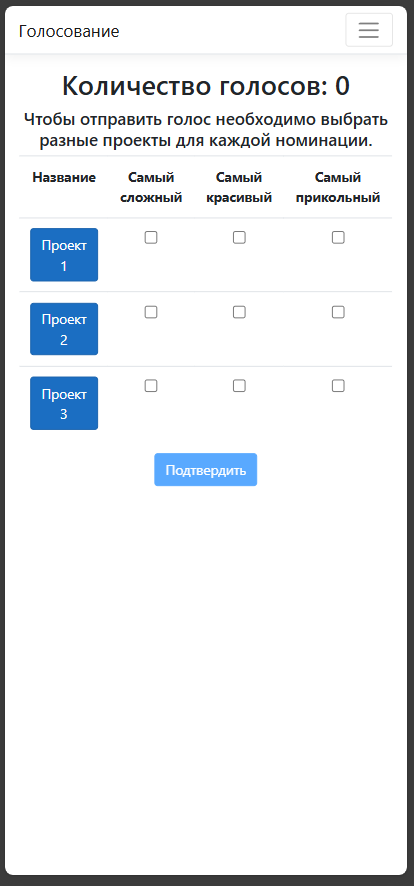 Голосование
Количество голосов: 0
Чтобы отправить голос необходимо выбрать
разные проекты для каждой номинации.
Название Самый сложный Самый красивый Самый прикольный
Проект
1
Проект
2
Проект
3
Подтвердить